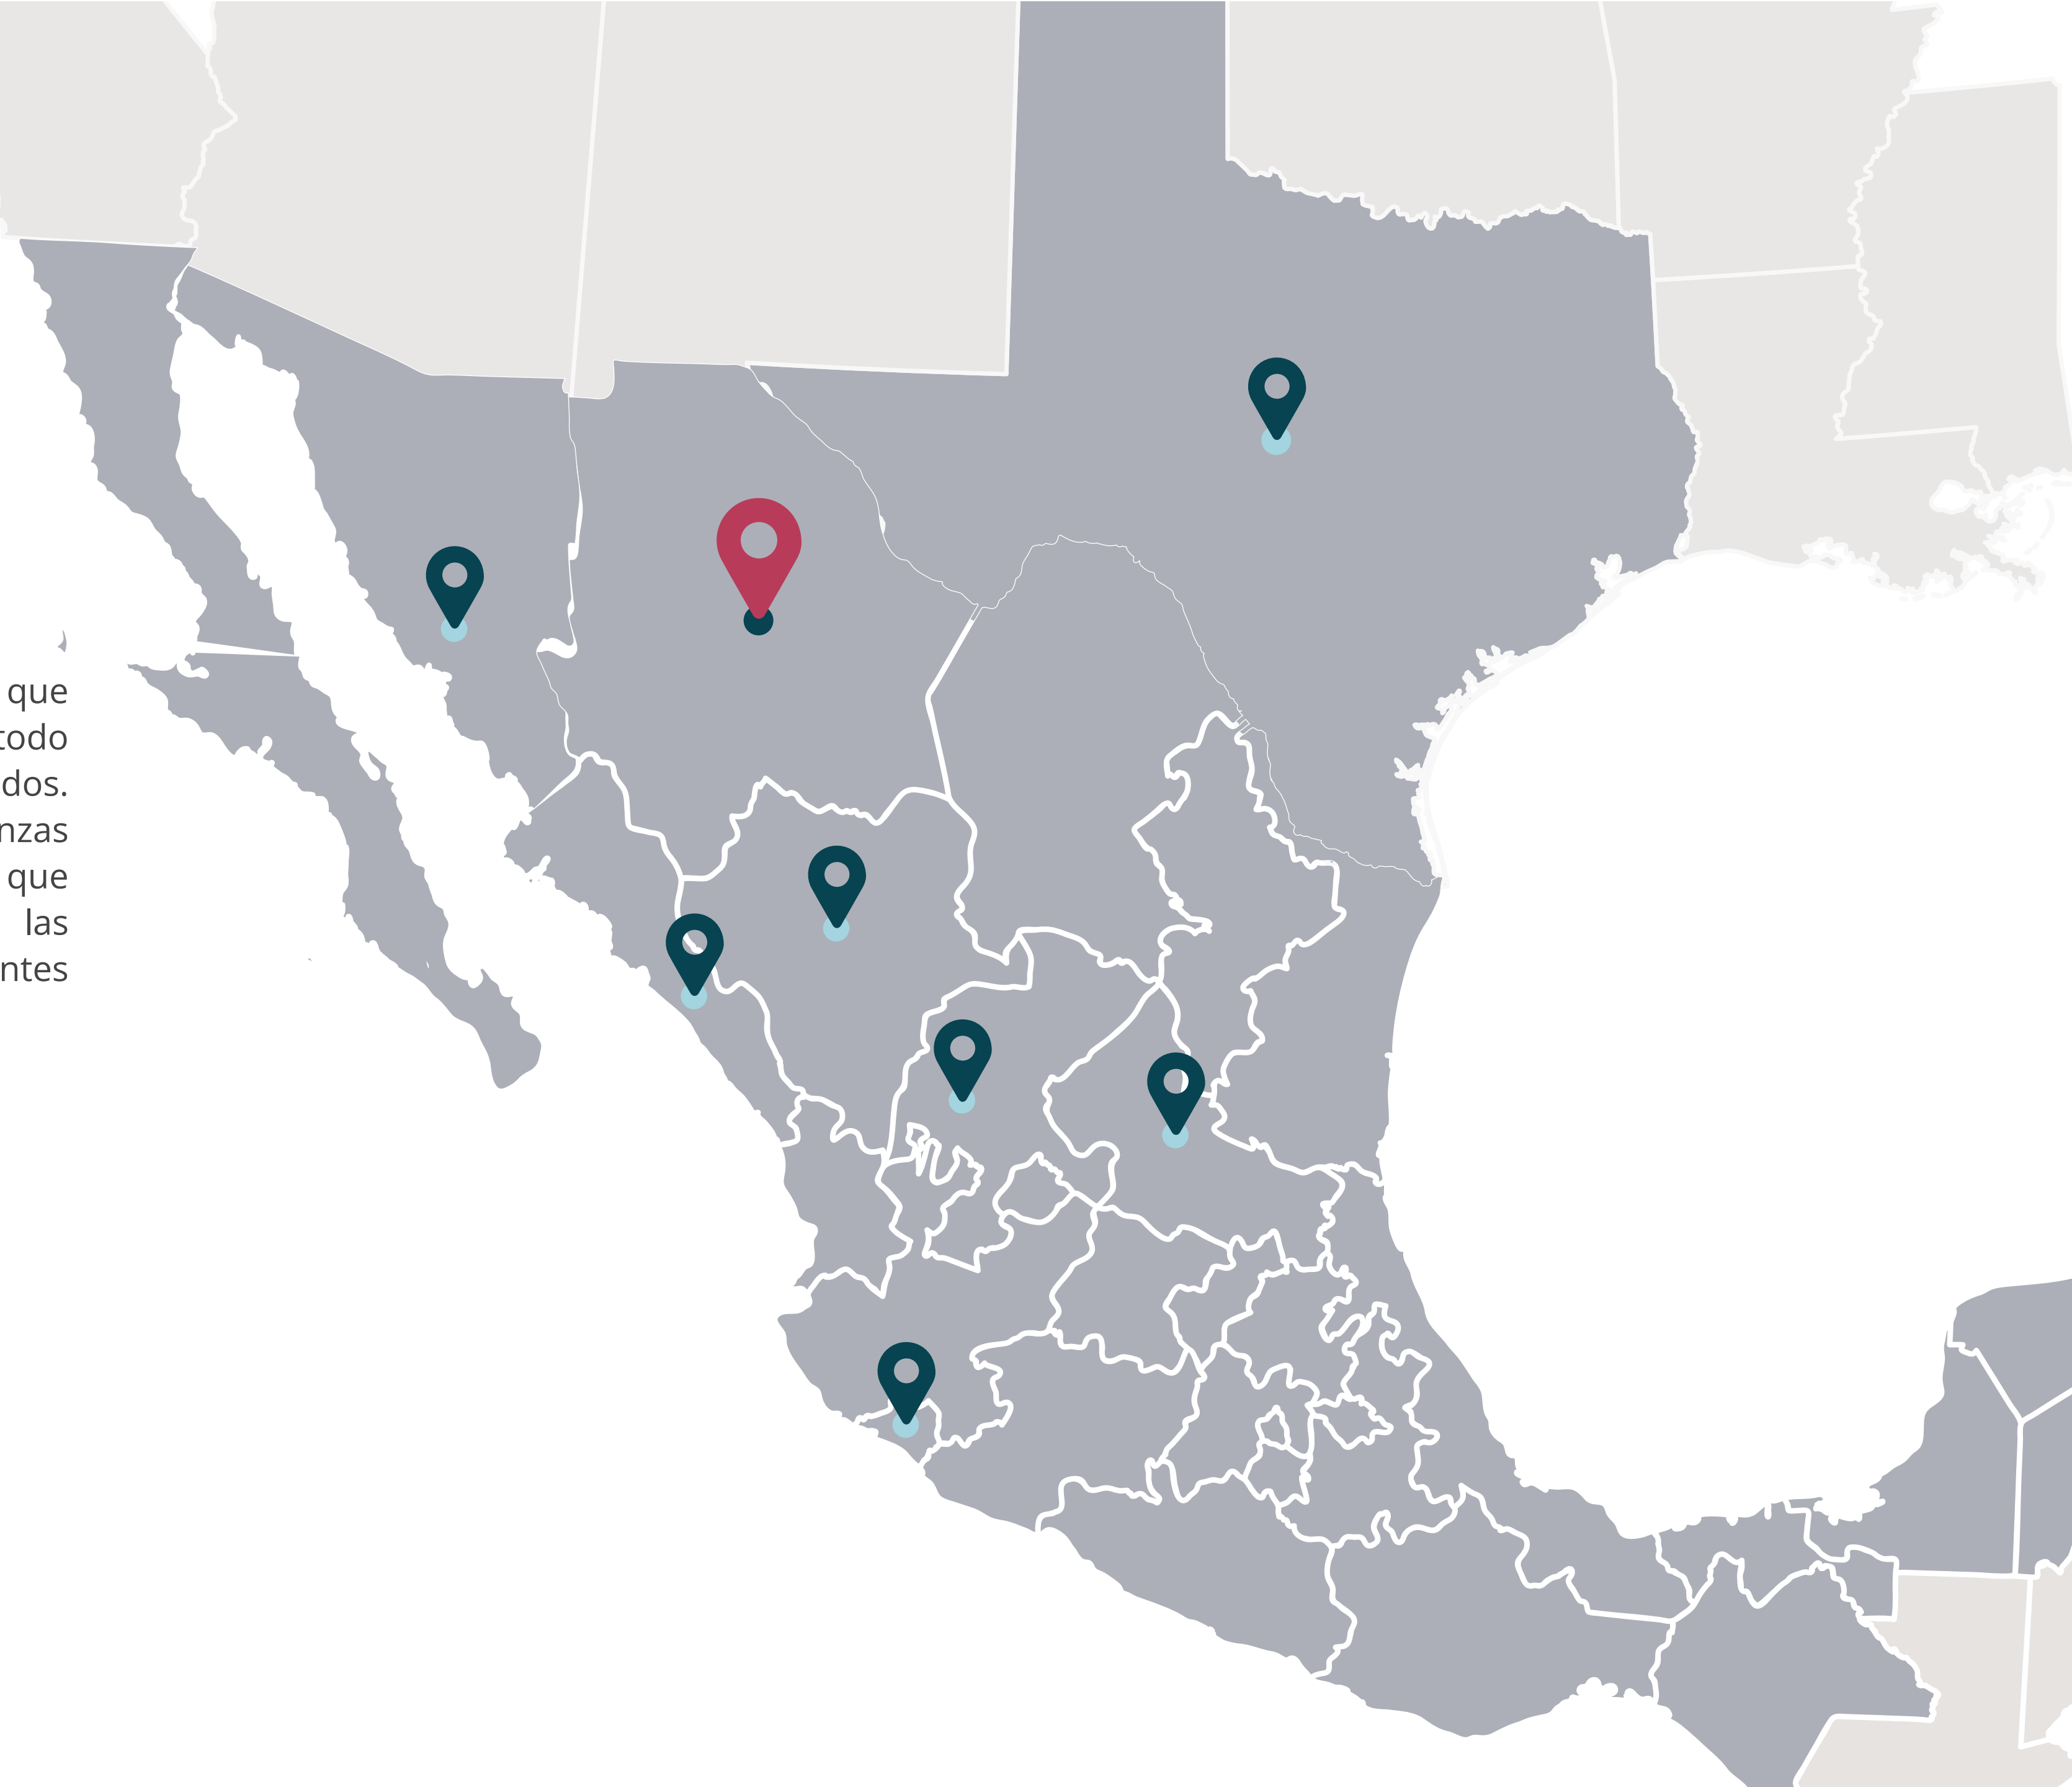 que
todo
dos.
nzas
que
las
ntes